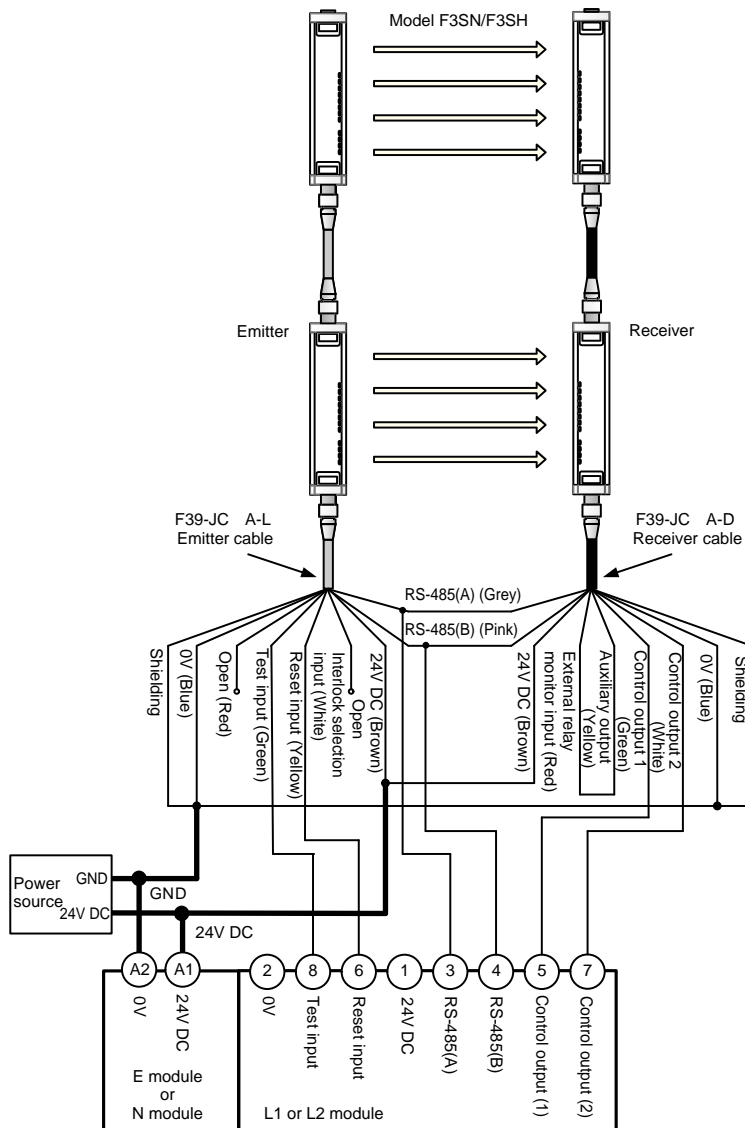 Model F3SN/F3SH
Emitter
Receiver
F39-JC A-L
Emitter cable
F39-JC A-D
Receiver cable
RS-485(A) (Grey)
RS-485(B) (Pink)
Shielding
0V (Blue)
Open (Red)
Test input (Green)
Reset input (Yellow)
Interlock selection
input (White)
Open
24V DC (Brown)
24V DC (Brown)
External relay
monitor input (Red)
Auxiliary output
(Yellow)
Control output 1
(Green)
Control output 2
(White)
0V (Blue)
Shielding
Power
source
GND
24V DC
GND
24V DC
A2
A1
2
8
6
1
3
4
5
7
0V
24V DC
0V
Test input
Reset input
24V DC
RS-485(A)
RS-485(B)
Control output (1)
Control output (2)
E module
or
N module
L1 or L2 module